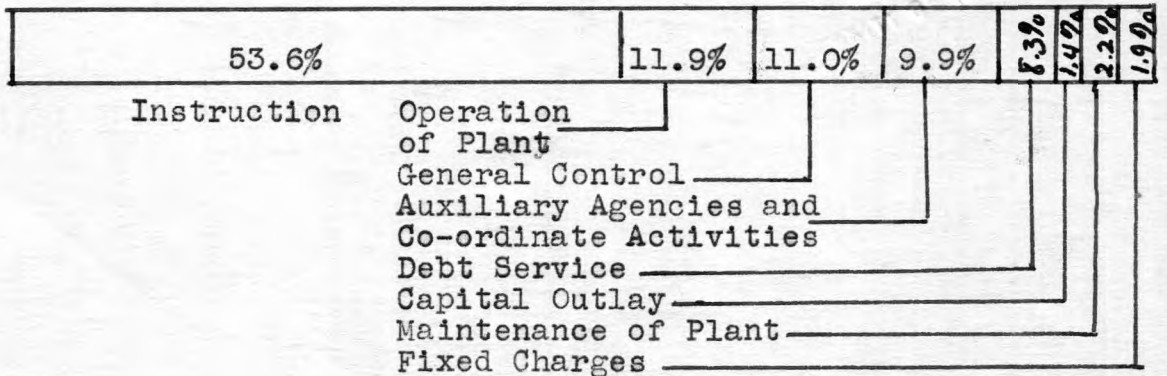 53.6% 11.9% 11.0% 9.9% 8.3% 1.4% 2.2% 1.9%
Instruction Operation
of Plant
General Control
Auxiliary Agencies and
Co-ordinate Activities
Debt Service
Capital Outlay
Maintenance of Plant
Fixed Charges